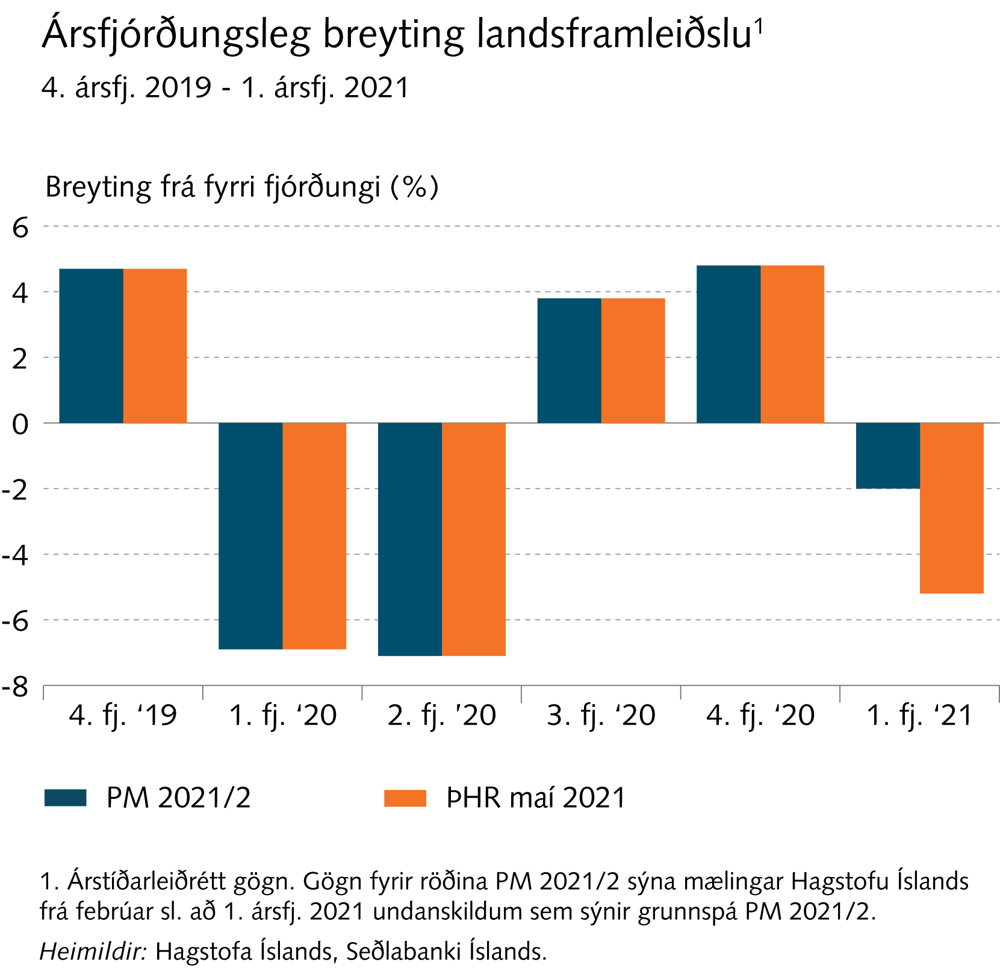 Ársfjórðungsleg breyting landsframleiðslu¹
4. ársfj. 2019 - 1. ársfj. 2021
Breyting frá fyrri fjórðungi (%)
6
4
2
0
-2
-4
-6
-8
4. fj. ‘19 1. fj. ‘20 2. fj. ’20 3. fj. ‘20 4. fj. ‘20 1. fj. ‘21
PM 2021/2 ÞHR maí 2021
1. Árstíðarleiðrétt gögn. Gögn fyrir röðina PM 2021/2 sýna mælingar Hagstofu Íslands
frá febrúar sl. að 1. ársfj. 2021 undanskildum sem sýnir grunnspá PM 2021/2.
Heimildir: Hagstofa Íslands, Seðlabanki Íslands.